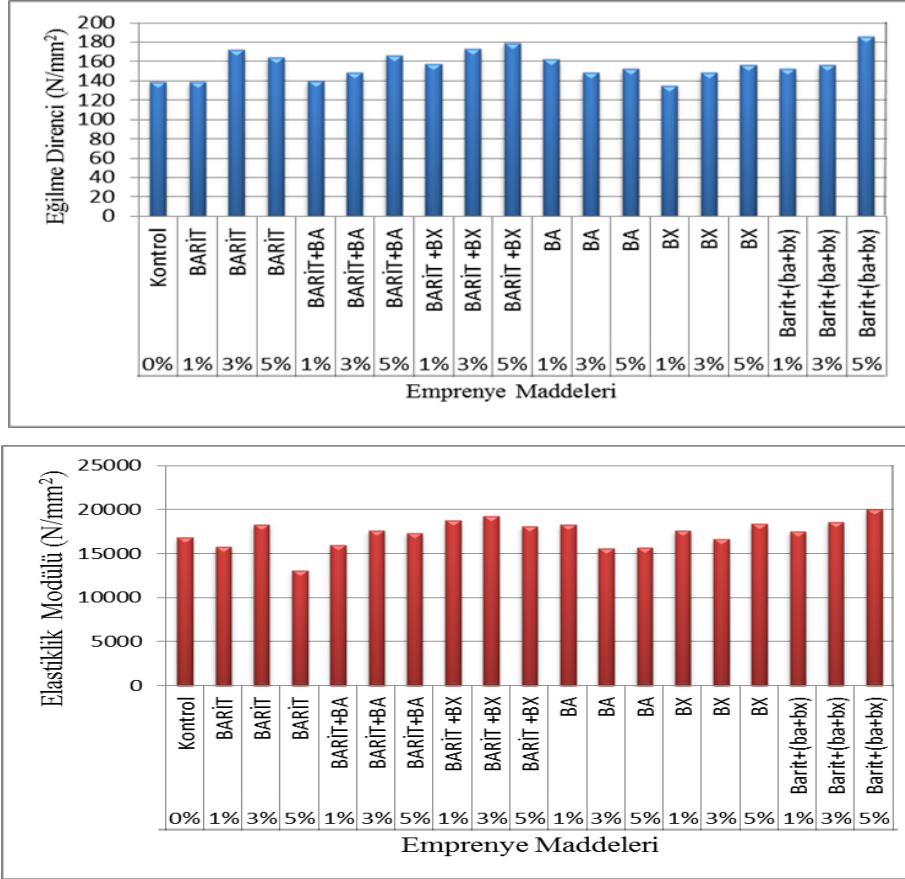 Eğilme Direnci (N/mm²)
200
180
160
140
120
100
80
60
40
20
0
Kontrol BARİT BARİT BARİT BARİT+BA BARİT+BA BARİT+BA BARİT +BX BARİT +BX BARİT +BX BA BA BA BX BX BX Barit+(ba+bx) Barit+(ba+bx) Barit+(ba+bx)
0% 1% 3% 5% 1% 3% 5% 1% 3% 5% 1% 3% 5% 1% 3% 5% 1% 3% 5%
Emprenye Maddeleri
Elastiklik Modülü (N/mm²)
25000
20000
15000
10000
5000
0
Kontrol BARİT BARİT BARİT BARİT+BA BARİT+BA BARİT+BA BARİT +BX BARİT +BX BARİT +BX BA BA BA BX BX BX Barit+(ba+bx) Barit+(ba+bx) Barit+(ba+bx)
0% 1% 3% 5% 1% 3% 5% 1% 3% 5% 1% 3% 5% 1% 3% 5% 1% 3% 5%
Emprenye Maddeleri